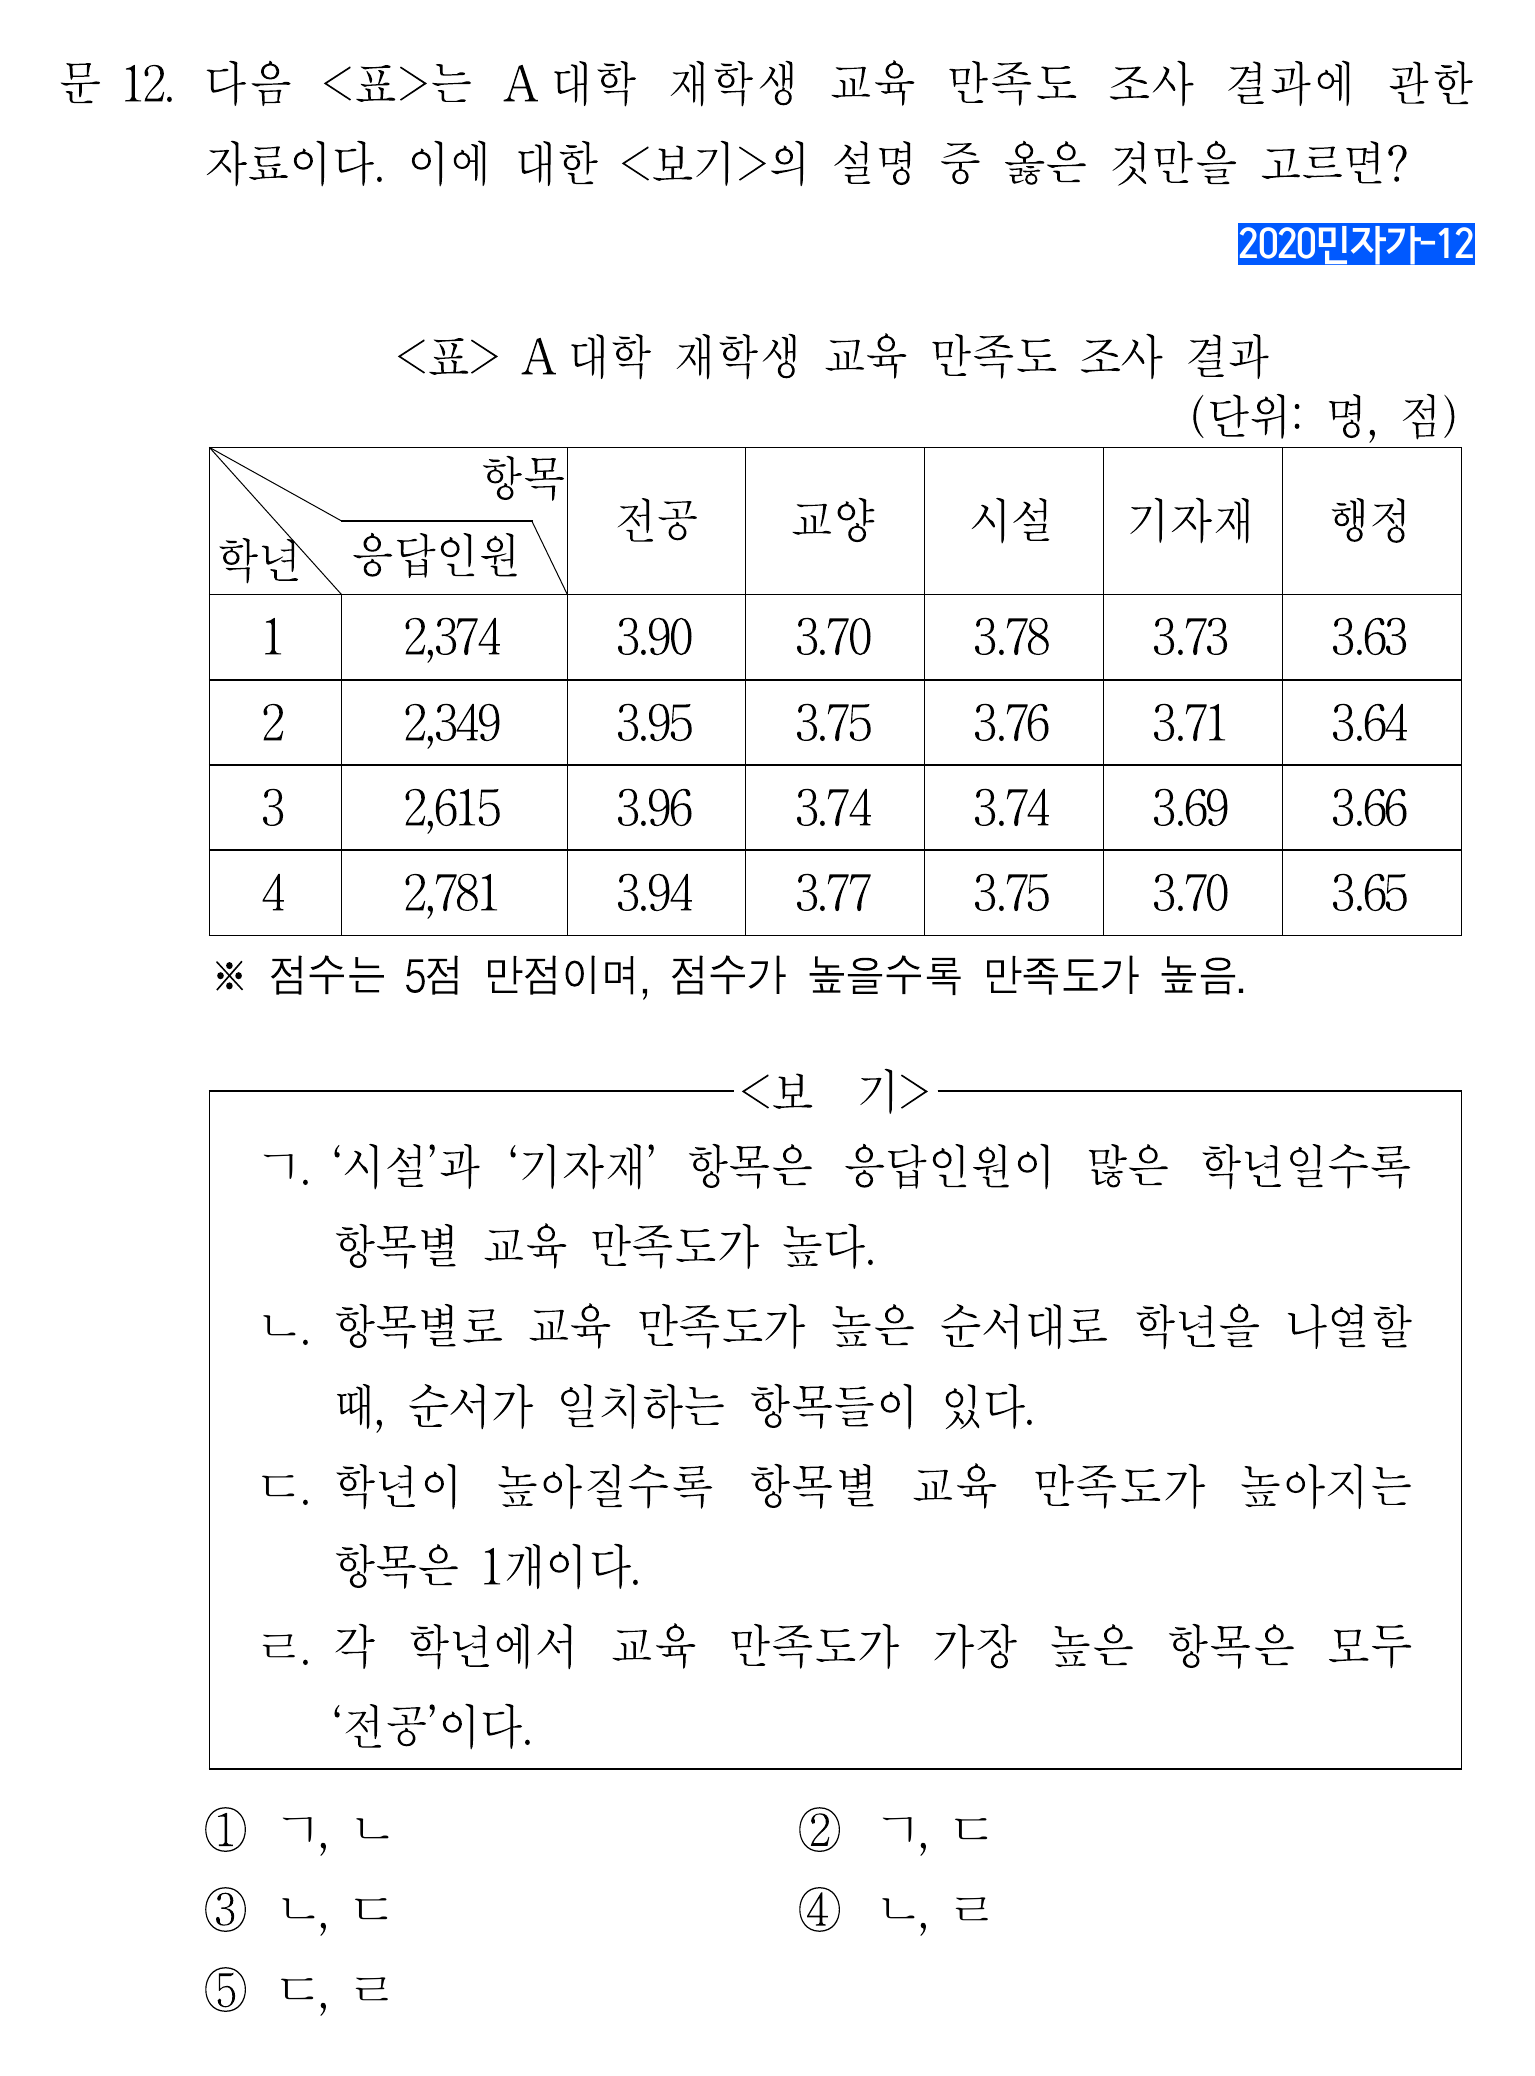 문 12. 다음 <표>는 A대학 재학생 교육 만족도 조사 결과에 관한
자료이다. 이에 대한 <보기>의 설명 중 옳은 것만을 고르면?
2020민자가-12
<표> A대학 재학생 교육 만족도 조사 결과
(단위: 명, 점)
항목
학년 응답인원 전공 교양 시설 기자재 행정
1 2,374 3.90 3.70 3.78 3.73 3.63
2 2,349 3.95 3.75 3.76 3.71 3.64
3 2,615 3.96 3.74 3.74 3.69 3.66
4 2,781 3.94 3.77 3.75 3.70 3.65
※ 점수는 5점 만점이며, 점수가 높을수록 만족도가 높음.
<보 기>
ㄱ. ‘시설’과 ‘기자재’ 항목은 응답인원이 많은 학년일수록
항목별 교육 만족도가 높다.
ㄴ. 항목별로 교육 만족도가 높은 순서대로 학년을 나열할
때, 순서가 일치하는 항목들이 있다.
ㄷ. 학년이 높아질수록 항목별 교육 만족도가 높아지는
항목은 1개이다.
ㄹ. 각 학년에서 교육 만족도가 가장 높은 항목은 모두
‘전공’이다.
① ㄱ, ㄴ ② ㄱ, ㄷ
③ ㄴ, ㄷ ④ ㄴ, ㄹ
⑤ ㄷ, ㄹ